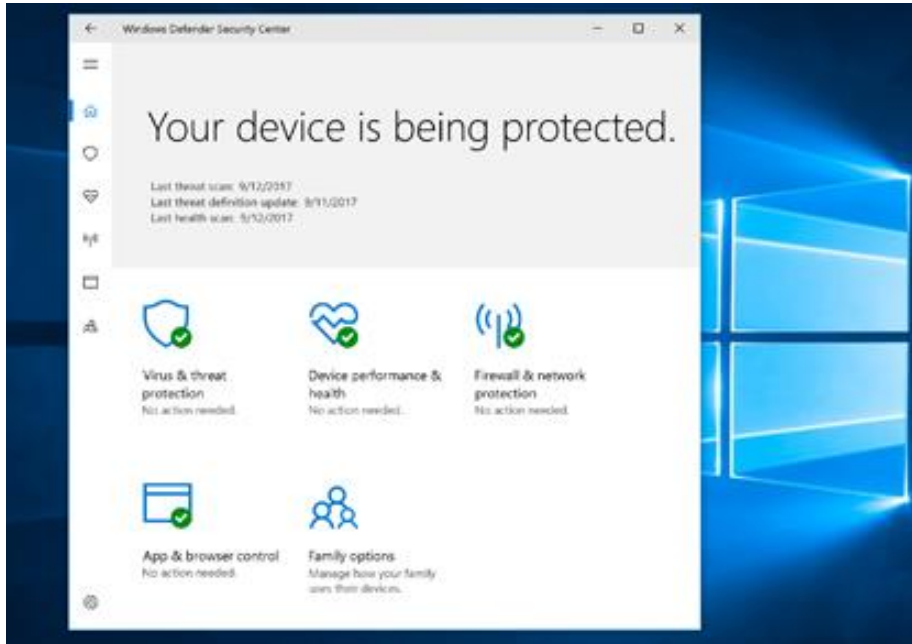 Windows Defender Security Center
Your device is being protected.
Last threat scan: 9/12/2017
Last threat definition update: 9/11/2017
Last health scan: 9/12/2017
Virus & threat
protection
No action needed.
Device performance &
health
No action needed.
Firewall & network
protection
No action needed.
App & browser control
No action needed.
Family options
Manage how your family
uses their devices.